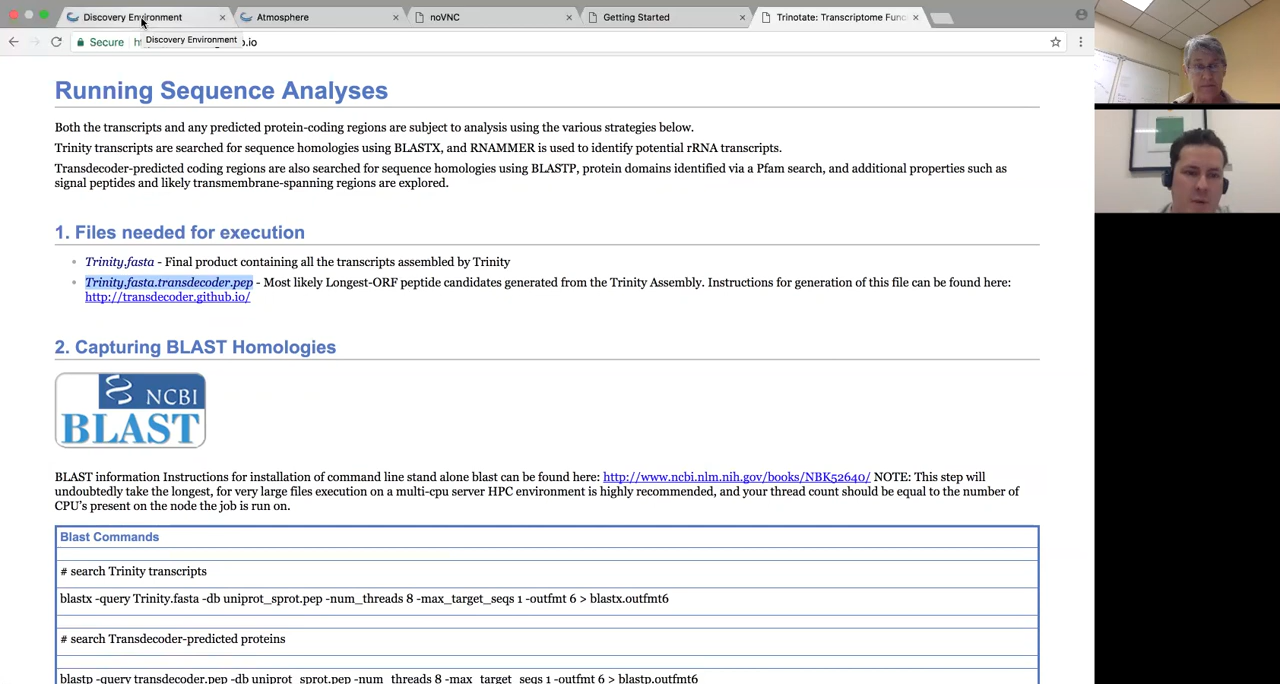 Discovery Environment
Atmosphere
noVNC
Getting Started
Trinotate: Transcriptome Func
Secure
Discovery Environment
.io
Running Sequence Analyses
Both the transcripts and any predicted protein-coding regions are subject to analysis using the various strategies below.
Trinity transcripts are searched for sequence homologies using BLASTX, and RNAMMER is used to identify potential rRNA transcripts.
Transdecoder-predicted coding regions are also searched for sequence homologies using BLASTP, protein domains identified via a Pfam search, and additional properties such as
signal peptides and likely transmembrane-spanning regions are explored.
1. Files needed for execution
Trinity.fasta - Final product containing all the transcripts assembled by Trinity
Trinity.fasta.transdecoder.pep - Most likely Longest-ORF peptide candidates generated from the Trinity Assembly. Instructions for generation of this file can be found here:
http://transdecoder.github.io/
2. Capturing BLAST Homologies
NCBI
BLAST
BLAST information Instructions for installation of command line stand alone blast can be found here: http://www.ncbi.nlm.nih.gov/books/NBK52640/ NOTE: This step will
undoubtedly take the longest, for very large files execution on a multi-cpu server HPC environment is highly recommended, and your thread count should be equal to the number of
CPU's present on the node the job is run on.
Blast Commands
# search Trinity transcripts
blastx -query Trinity.fasta -db uniprot_sprot.pep -num_threads 8 -max_target_seqs 1 -outfmt 6 > blastx.outfmt6
# search Transdecoder-predicted proteins
blastp -query transdecoder.pep -db uniprot_sprot.pep -num_threads 8 -max_target_seqs 1 -outfmt 6 > blastp.outfmt6